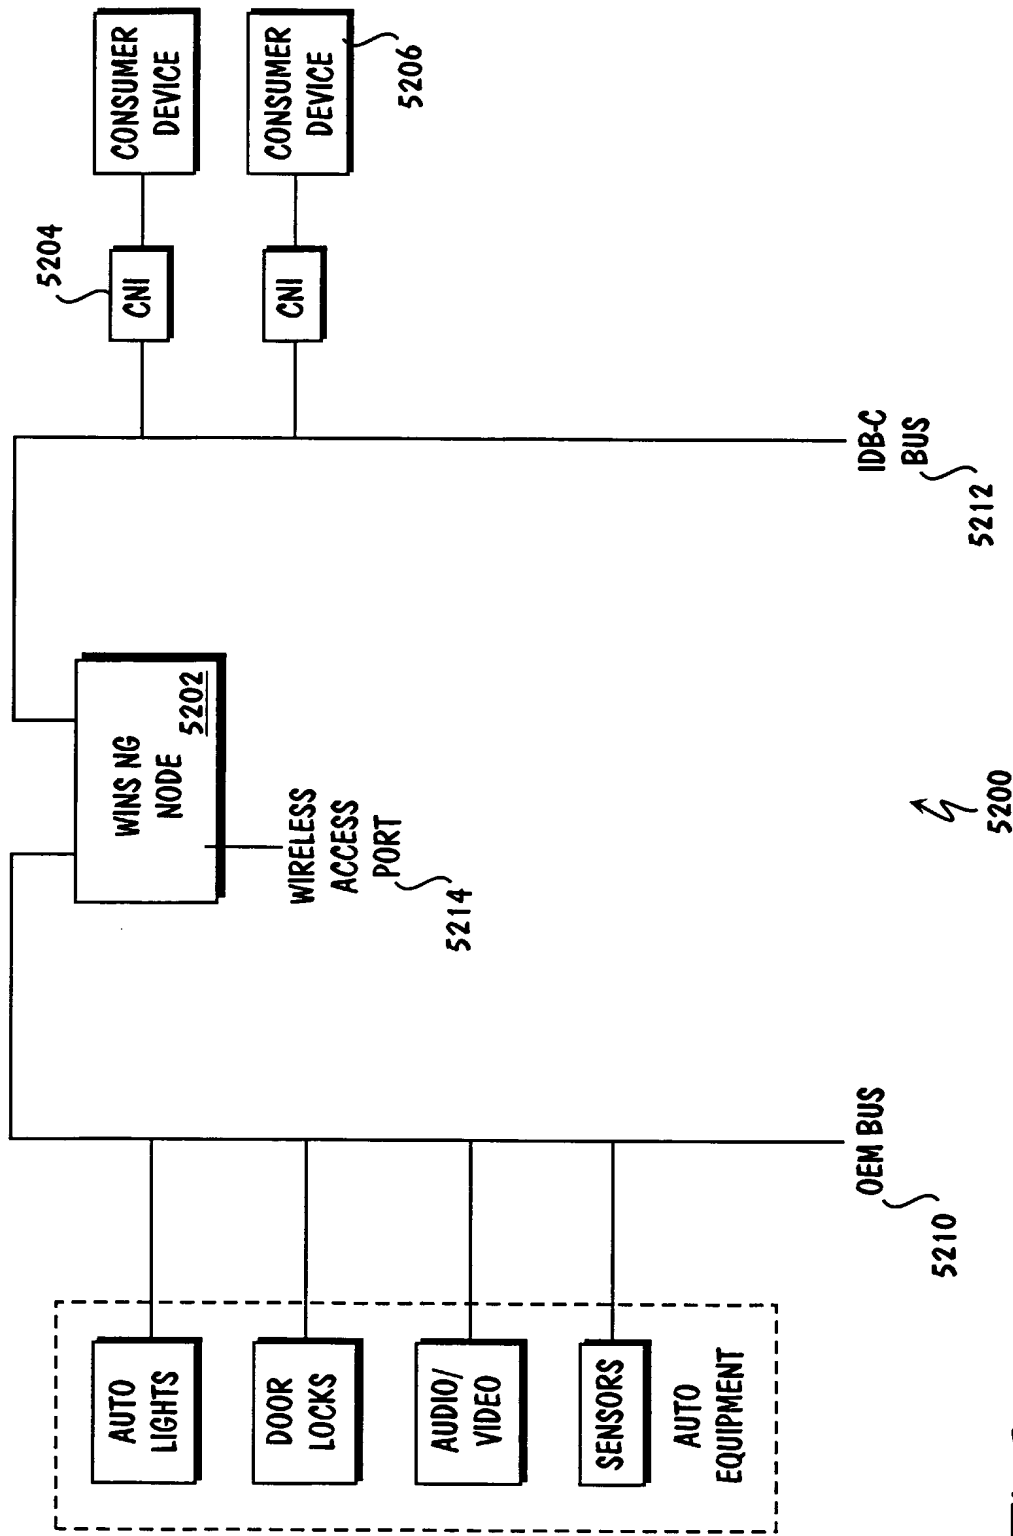 AUTO
LIGHTS
DOOR
LOCKS
AUDIO/
VIDEO
SENSORS
AUTO
EQUIPMENT
OEM BUS
5210
WINS NG
NODE
5202
WIRELESS
ACCESS
PORT
5214
5200
IDB-C
BUS
5212
5204
CNI
CNI
CONSUMER
DEVICE
CONSUMER
DEVICE
5206